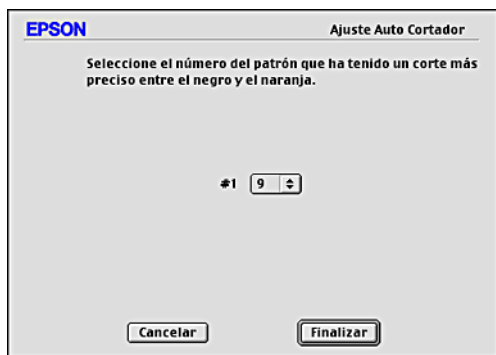 EPSON Ajuste Auto Cortador
Seleccione el número del patrón que ha tenido un corte más
preciso entre el negro y el naranja.
#1 9
Cancelar Finalizar